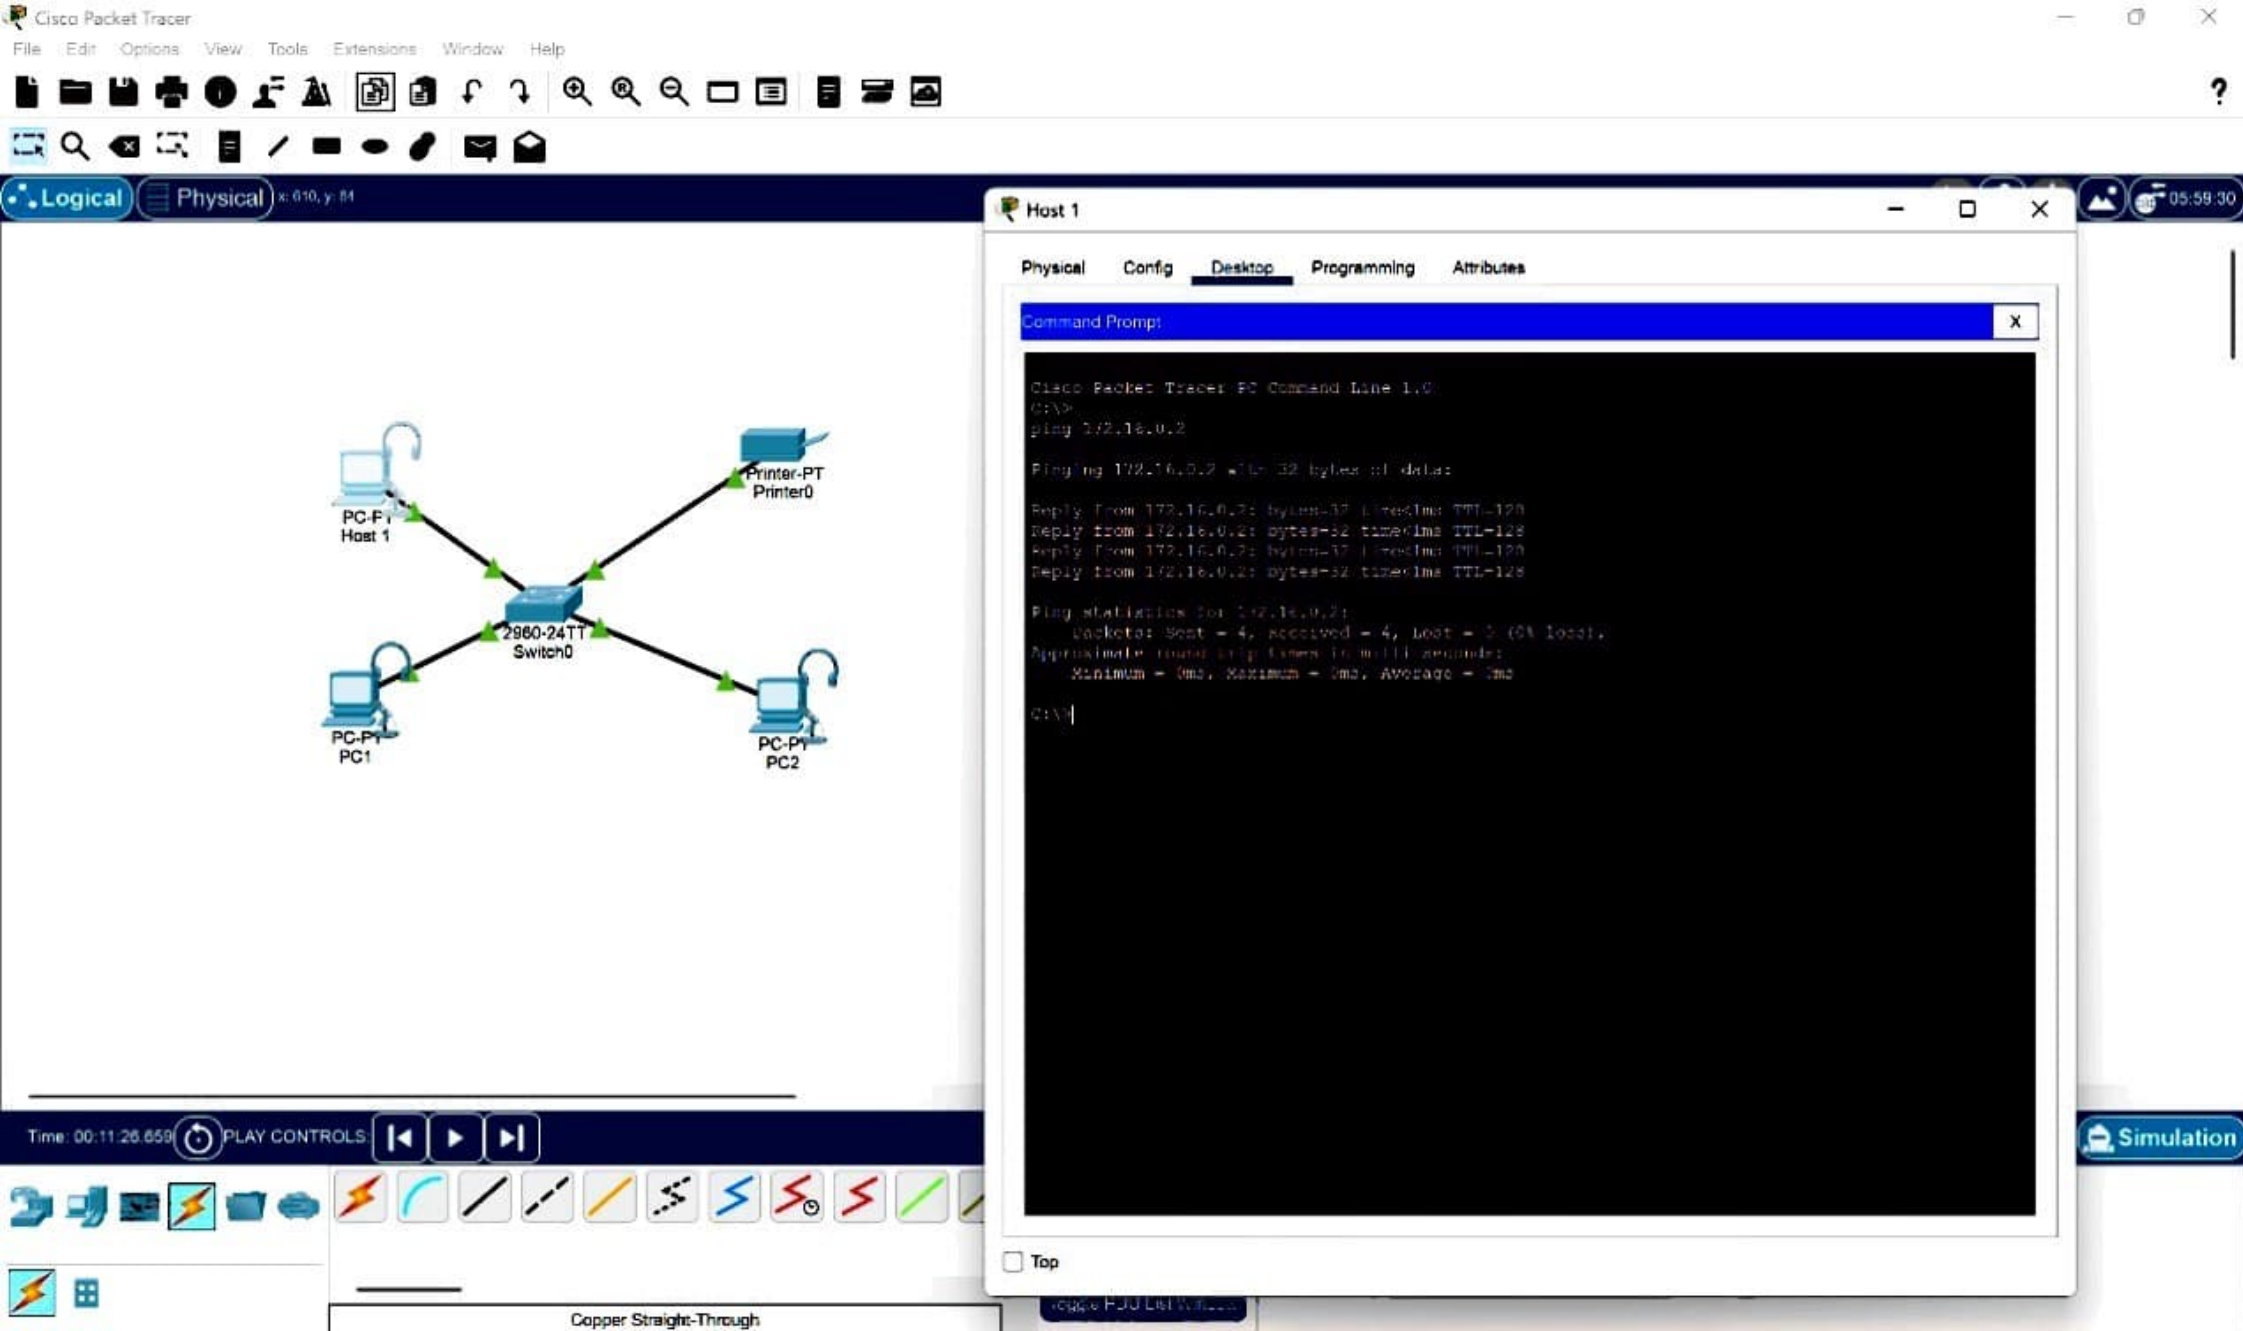 Cisco Packet Tracer
File Edit Options View Tools Extensions Window Help
?
Logical Physical x: 610, y: 84
05:59:30
Host 1
Physical Config Desktop Programming Attributes
Command Prompt
X
Cisco Packet Tracer PC Command Line 1.0
C:\>
ping 172.16.0.2
Pinging 172.16.0.2 with 32 bytes of data:
Reply from 172.16.0.2: bytes=32 time<1ms TTL=128
Reply from 172.16.0.2: bytes=32 time<1ms TTL=128
Reply from 172.16.0.2: bytes=32 time<1ms TTL=128
Reply from 172.16.0.2: bytes=32 time<1ms TTL=128
Ping statistics for 172.16.0.2:
Packets: Sent = 4, Received = 4, Lost = 0 (0% loss),
Approximate round trip times in milli-seconds:
Minimum = 0ms, Maximum = 0ms, Average = 0ms
C:\>
Top
PC-PT
Host 1
Printer-PT
Printer0
2960-24TT
Switch0
PC-PT
PC1
PC-PT
PC2
Time: 00:11:26.659 PLAY CONTROLS:
Simulation
Copper Straight-Through
Toggle PDU List Window